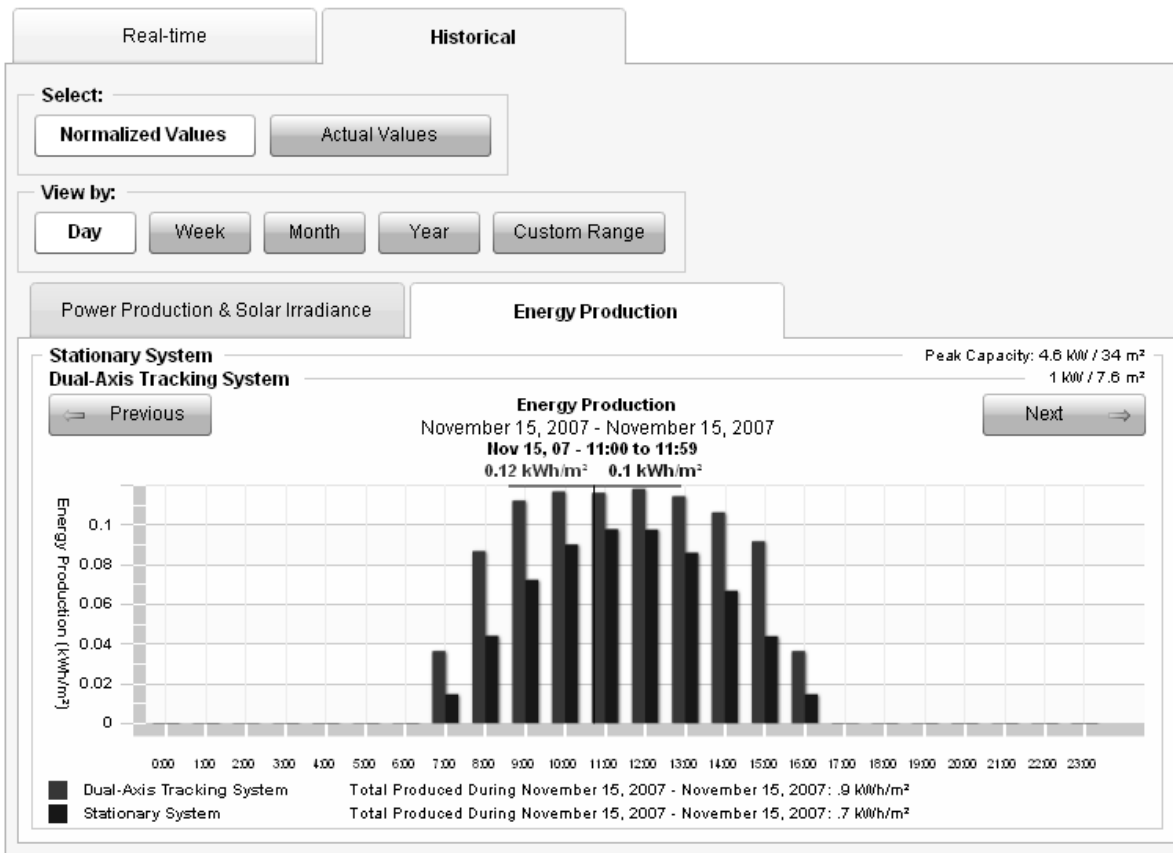 Real-time Historical
Select:
Normalized Values Actual Values
View by:
Day Week Month Year Custom Range
Power Production & Solar Irradiance Energy Production
Stationary System Peak Capacity: 4.6 kW / 34 m²
Dual-Axis Tracking System 1 kW / 7.6 m²
⇦ Previous Next ⇨
Energy Production
November 15, 2007 - November 15, 2007
Nov 15, 07 - 11:00 to 11:59
0.12 kWh/m² 0.1 kWh/m²
Energy Production (kWh/m²)
0.1
0.08
0.06
0.04
0.02
0
0:00 1:00 2:00 3:00 4:00 5:00 6:00 7:00 8:00 9:00 10:00 11:00 12:00 13:00 14:00 15:00 16:00 17:00 18:00 19:00 20:00 21:00 22:00 23:00
Dual-Axis Tracking System Total Produced During November 15, 2007 - November 15, 2007: .9 kWh/m²
Stationary System Total Produced During November 15, 2007 - November 15, 2007: .7 kWh/m²